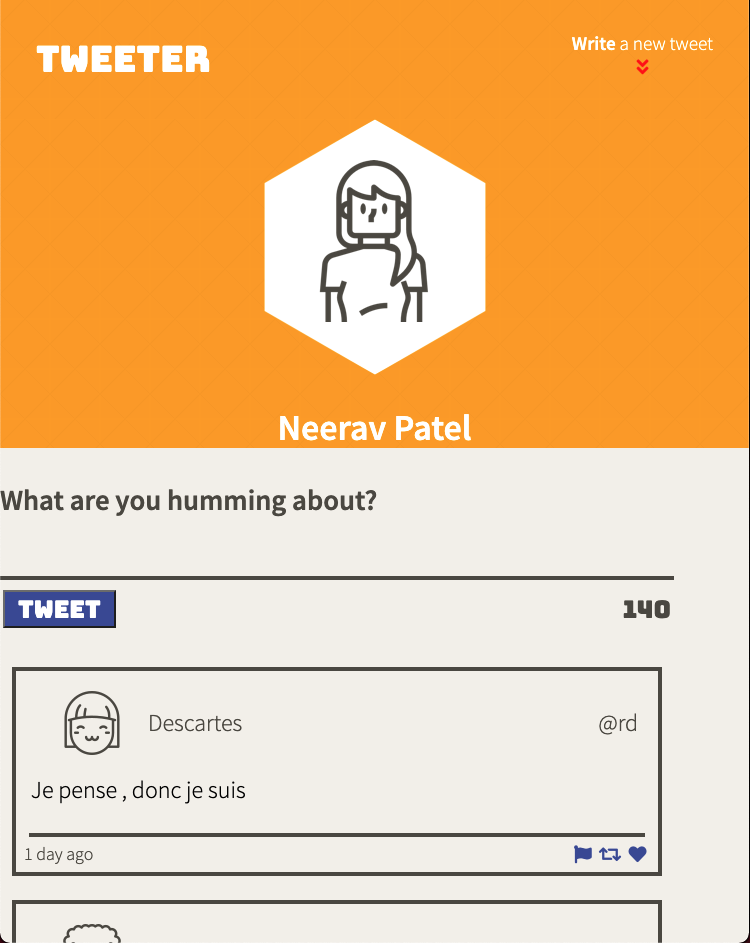 TWEETER
Write a new tweet
Neerav Patel
What are you humming about?
TWEET
140
Descartes
@rd
Je pense , donc je suis
1 day ago